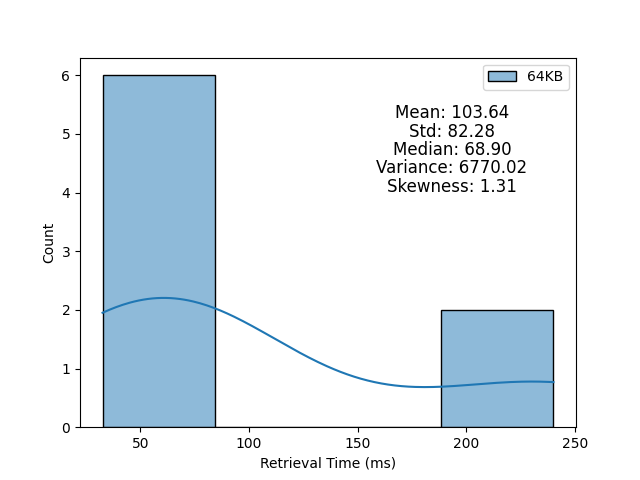 64KB
Mean: 103.64
Std: 82.28
Median: 68.90
Variance: 6770.02
Skewness: 1.31
6
5
4
3
2
1
0
Count
50 100 150 200 250
Retrieval Time (ms)